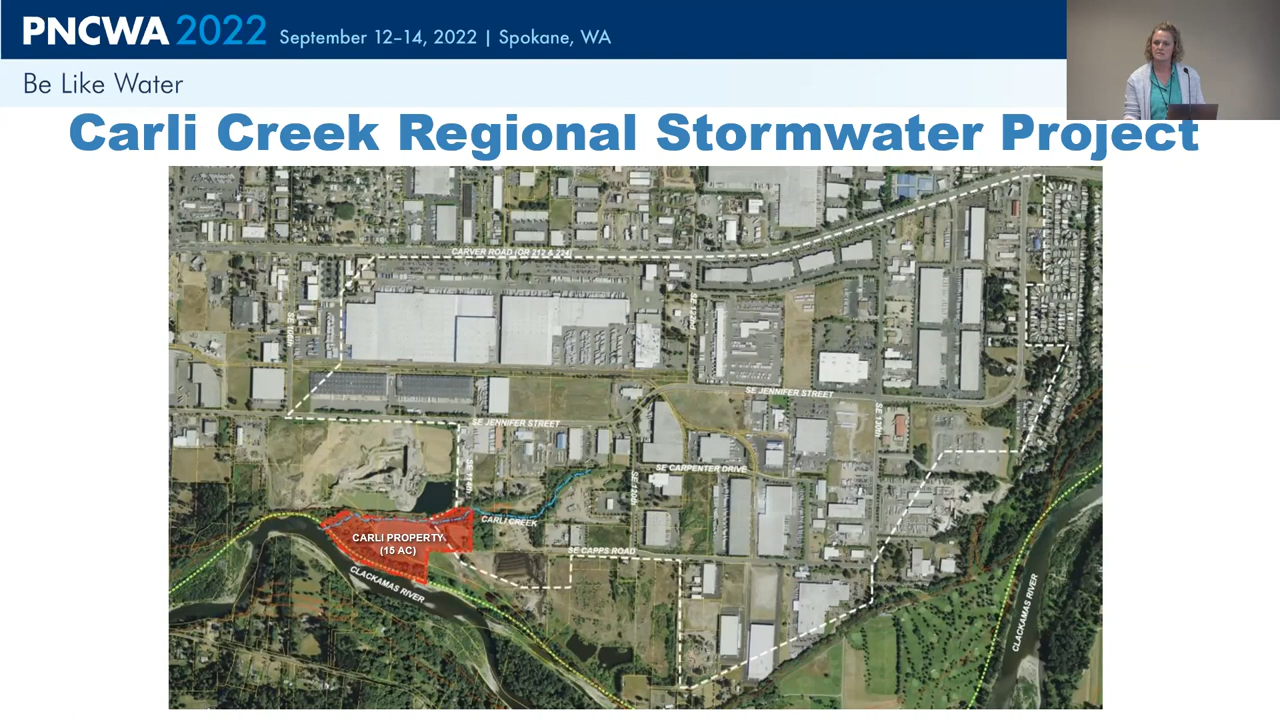 PNCWA 2022 September 12–14, 2022 | Spokane, WA
Be Like Water
Carli Creek Regional Stormwater Project
CARVER ROAD (OR 212 & 224)
SE JENNIFER STREET
SE JENNIFER STREET
SE 130th
SE CARPENTER DRIVE
CARLI CREEK
CARLI PROPERTY
(15 AC)
SE CAPPS ROAD
CLACKAMAS RIVER
CLACKAMAS RIVER